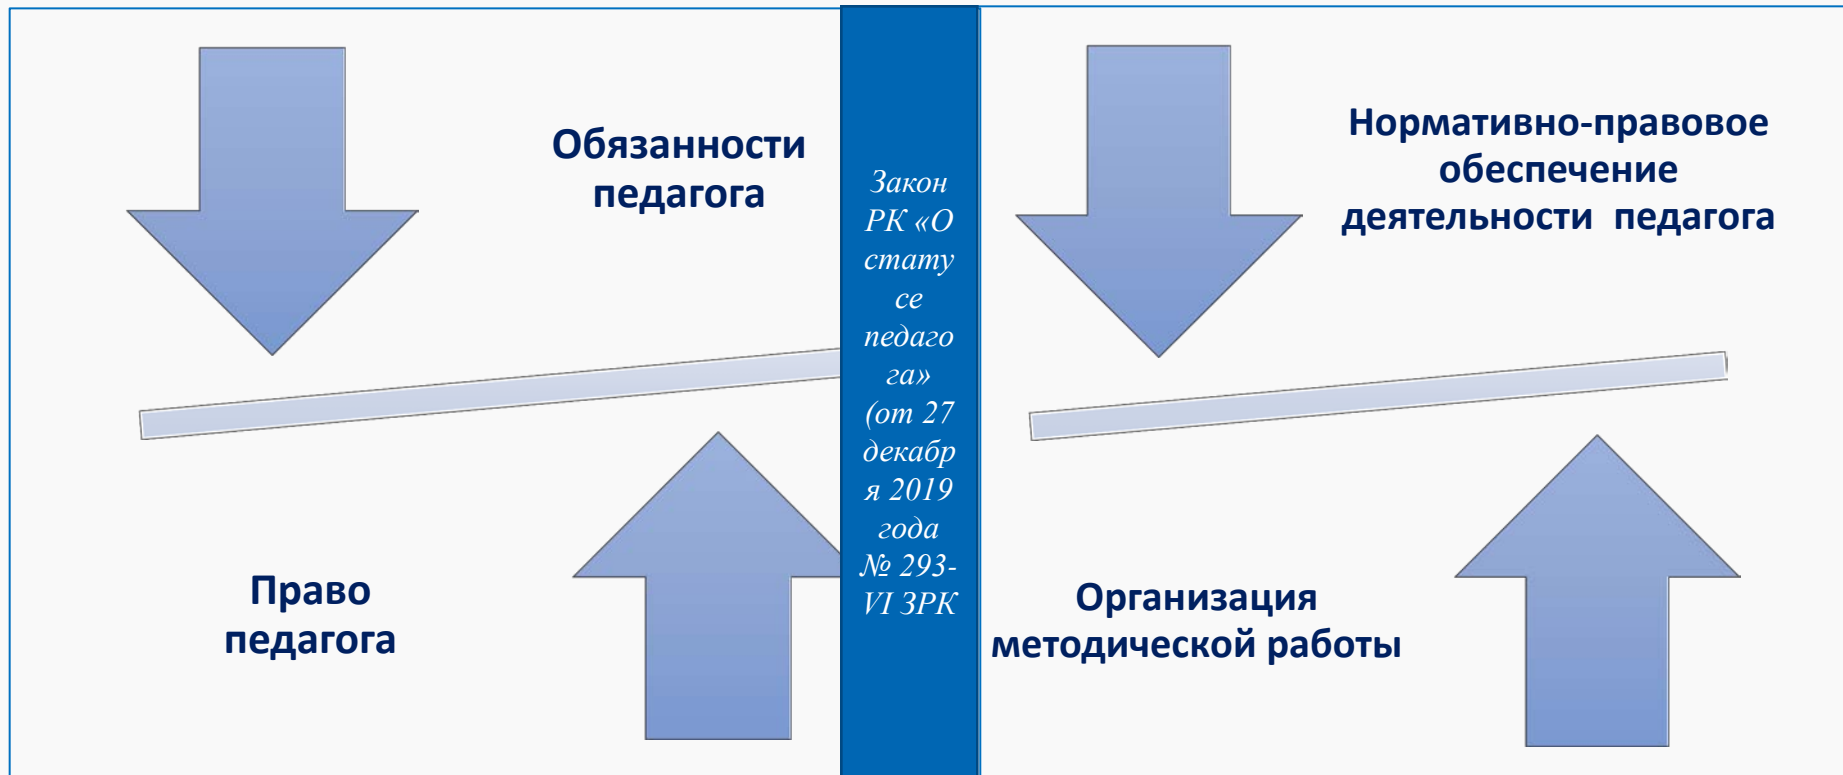 Обязанности
педагога
Право
педагога
Закон
РК «О
стату
се
педаго
га»
(от 27
декабр
я 2019
года
№ 293-
VI ЗРК
Нормативно-правовое
обеспечение
деятельности педагога
Организация
методической работы